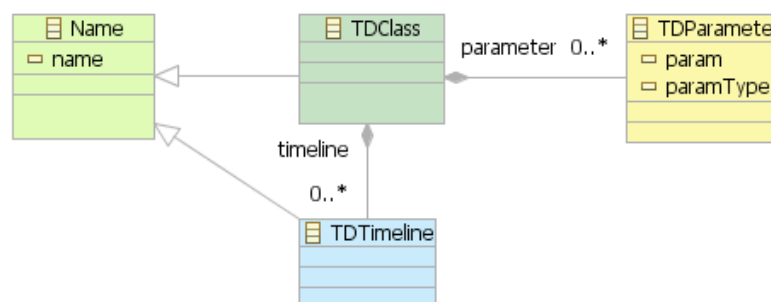 Name
name
TDClass
parameter 0..*
TDParamete
param
paramType
timeline
0..*
TDTimeline